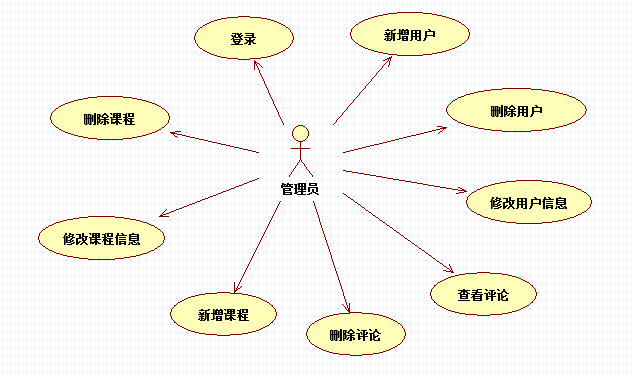 登录
新增用户
删除课程
删除用户
管理员
修改用户信息
修改课程信息
查看评论
新增课程
删除评论